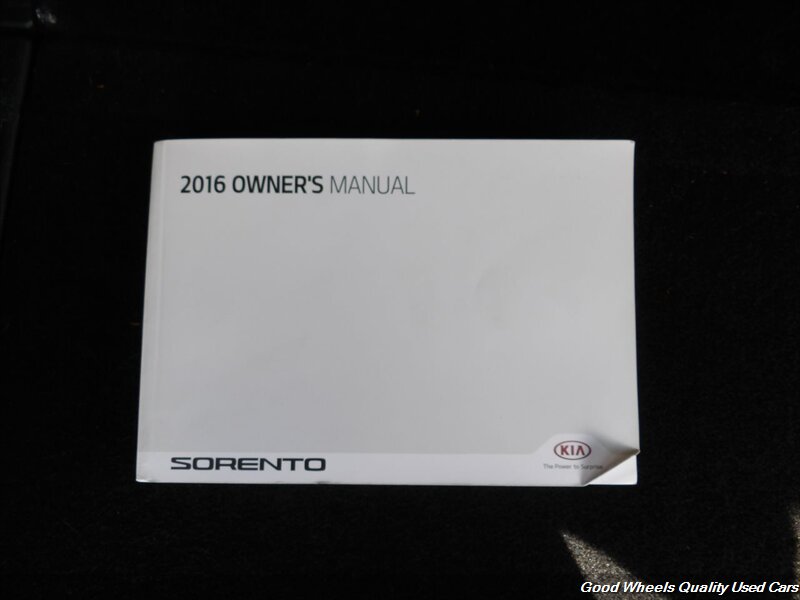 2016 OWNER'S MANUAL
SORENTO
KIA
The Power to Surprise
Good Wheels Quality Used Cars